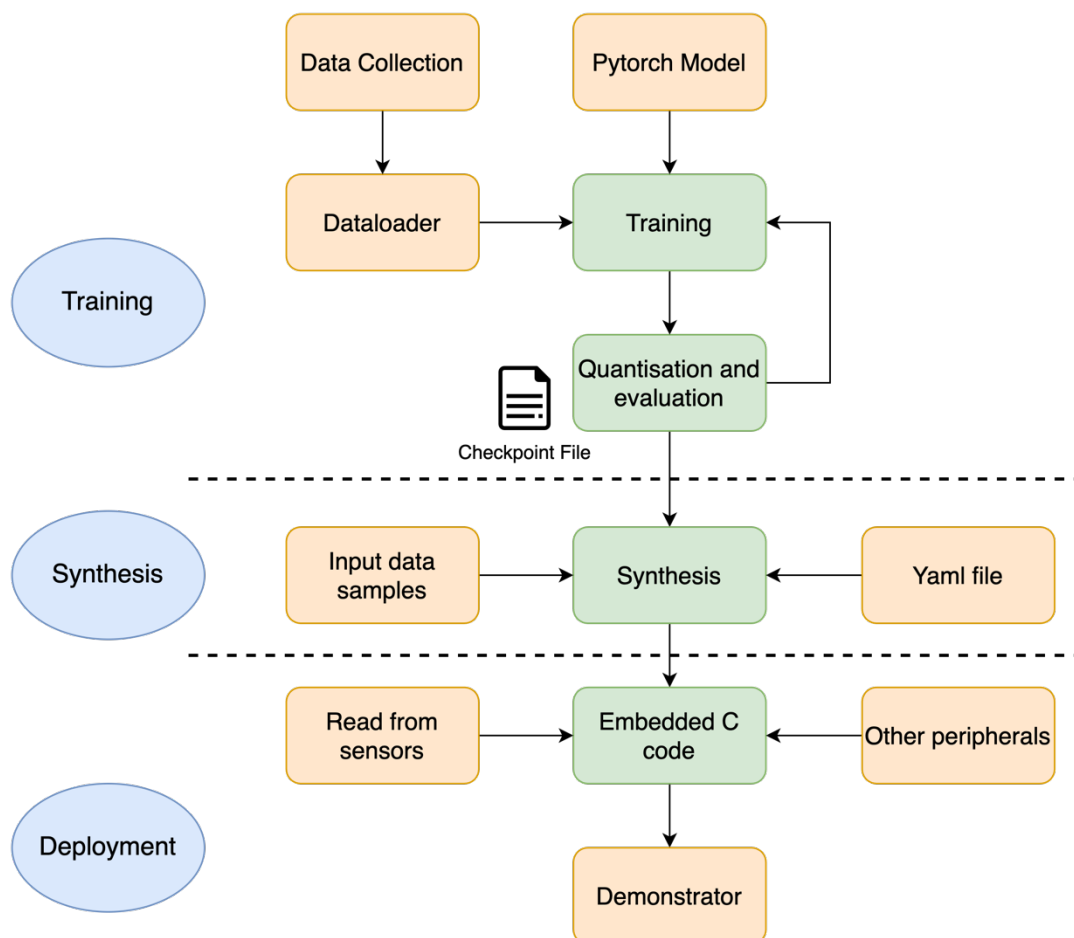 Data Collection
Pytorch Model
Dataloader
Training
Training
Quantisation and
evaluation
Checkpoint File
Synthesis
Input data
samples
Synthesis
Yaml file
Read from
sensors
Embedded C
code
Other peripherals
Deployment
Demonstrator